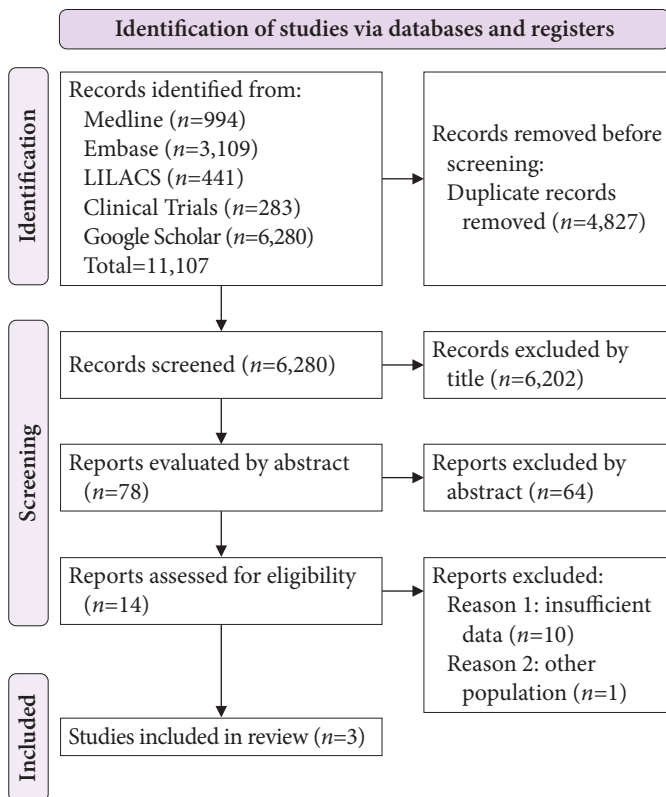 Identification of studies via databases and registers
Identification
Records identified from:
Medline (n=994)
Embase (n=3,109)
LILACS (n=441)
Clinical Trials (n=283)
Google Scholar (n=6,280)
Total=11,107
Records removed before
screening:
Duplicate records
removed (n=4,827)
Screening
Records screened (n=6,280)
Records excluded by
title (n=6,202)
Reports evaluated by abstract
(n=78)
Reports excluded by
abstract (n=64)
Reports assessed for eligibility
(n=14)
Reports excluded:
Reason 1: insufficient
data (n=10)
Reason 2: other
population (n=1)
Included
Studies included in review (n=3)